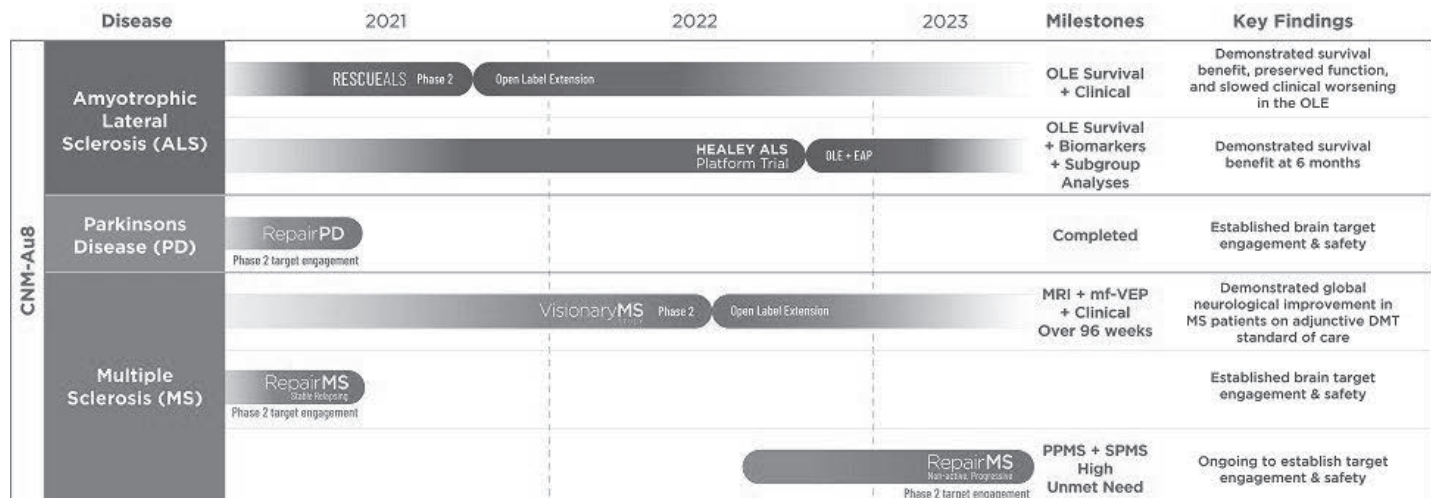 Disease 2021 2022 2023 Milestones Key Findings
CNM-Au8
Amyotrophic
Lateral
Sclerosis (ALS)
RESCUEALS Phase 2 Open Label Extension
OLE Survival
+ Clinical
Demonstrated survival
benefit, preserved function,
and slowed clinical worsening
in the OLE
HEALEY ALS
Platform Trial
OLE + EAP
OLE Survival
+ Biomarkers
+ Subgroup
Analyses
Demonstrated survival
benefit at 6 months
Parkinsons
Disease (PD)
RepairPD
Phase 2 target engagement
Completed
Established brain target
engagement & safety
Multiple
Sclerosis (MS)
VisionaryMS Phase 2 Open Label Extension
STUDY
MRI + mf-VEP
+ Clinical
Over 96 weeks
Demonstrated global
neurological improvement in
MS patients on adjunctive DMT
standard of care
RepairMS
Stable Relapsing
Phase 2 target engagement
Established brain target
engagement & safety
RepairMS
Non-active, Progressive
Phase 2 target engagement
PPMS + SPMS
High
Unmet Need
Ongoing to establish target
engagement & safety